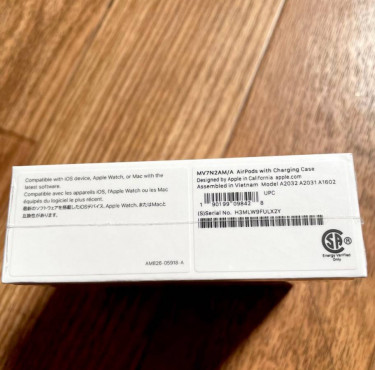 Compatible with iOS device, Apple Watch, or Mac with the
latest software.
Compatible avec les appareils iOS, l'Apple Watch ou les Mac
équipés du logiciel le plus récent.
最新のソフトウェアを搭載したiOSデバイス、Apple Watch、またはMacと
互換性があります。
AM626-05916-A
MV7N2AM/A AirPods with Charging Case
Designed by Apple in California apple.com
Assembled in Vietnam Model A2032 A2031 A1602
UPC
1 90199 09842 8
(S)Serial No. H3MLW9FULX2Y
Energy Verified
Only